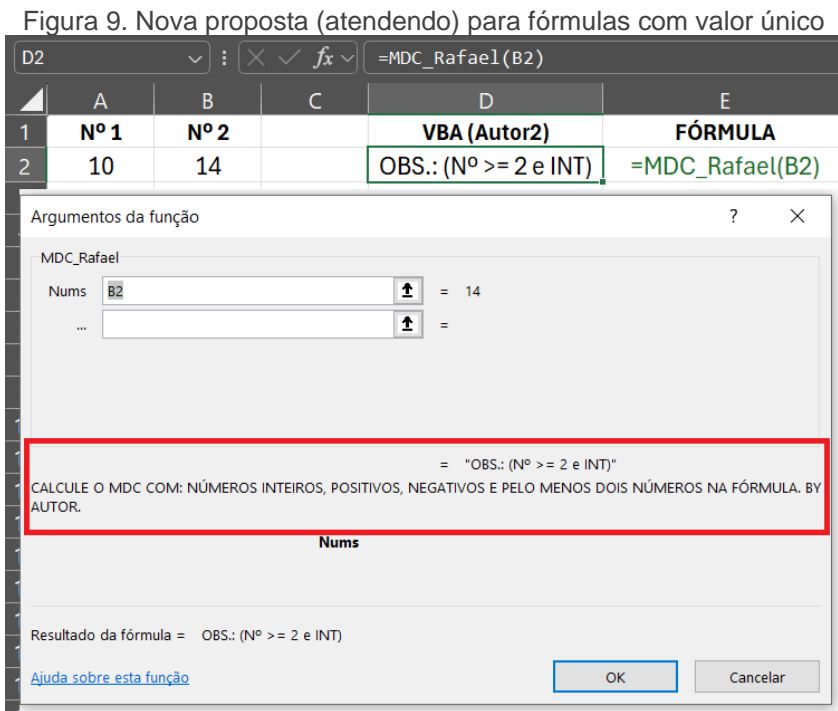 Figura 9. Nova proposta (atendendo) para fórmulas com valor único
D2 fx =MDC_Rafael(B2)
A B C D E
1 Nº 1 Nº 2 VBA (Autor2) FÓRMULA
2 10 14 OBS.: (Nº >= 2 e INT) =MDC_Rafael(B2)
Argumentos da função ? ×
MDC_Rafael
Nums B2 = 14
... =
= "OBS.: (Nº >= 2 e INT)"
CALCULE O MDC COM: NÚMEROS INTEIROS, POSITIVOS, NEGATIVOS E PELO MENOS DOIS NÚMEROS NA FÓRMULA. BY
AUTOR.
Nums
Resultado da fórmula = OBS.: (Nº >= 2 e INT)
Ajuda sobre esta função OK Cancelar